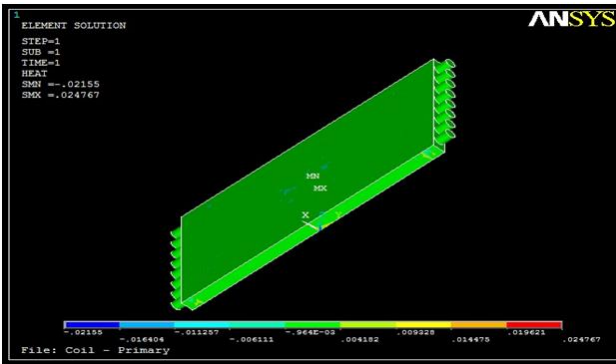 1
ANSYS
ELEMENT SOLUTION
STEP=1
SUB =1
TIME=1
HEAT
SMN =-.02155
SMX =.024767
MN
MX
X Y
-.02155 -.011257 -.964E-03 .009328 .019621
-.016404 -.006111 .004182 .014475 .024767
File: Coil - Primary